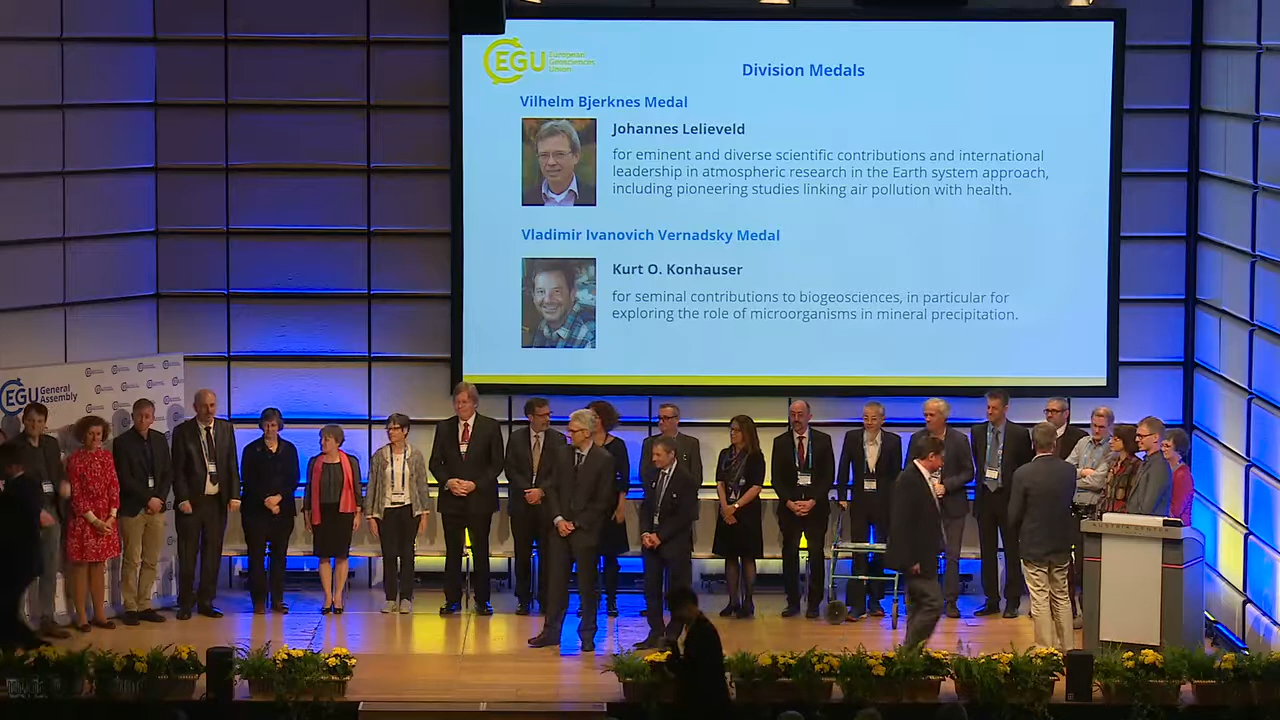 EGU European
Geosciences
Union
Division Medals
Vilhelm Bjerknes Medal
Johannes Lelieveld
for eminent and diverse scientific contributions and international
leadership in atmospheric research in the Earth system approach,
including pioneering studies linking air pollution with health.
Vladimir Ivanovich Vernadsky Medal
Kurt O. Konhauser
for seminal contributions to biogeosciences, in particular for
exploring the role of microorganisms in mineral precipitation.
EGU General
Assembly
AUSTRIA CENTER